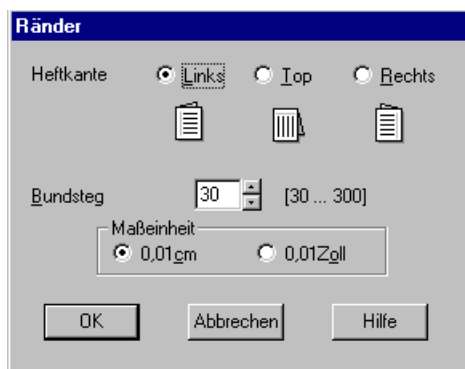 Ränder
Heftkante Links Top Rechts
Bundsteg 30 [30 ... 300]
Maßeinheit
0,01cm 0,01Zoll
OK Abbrechen Hilfe